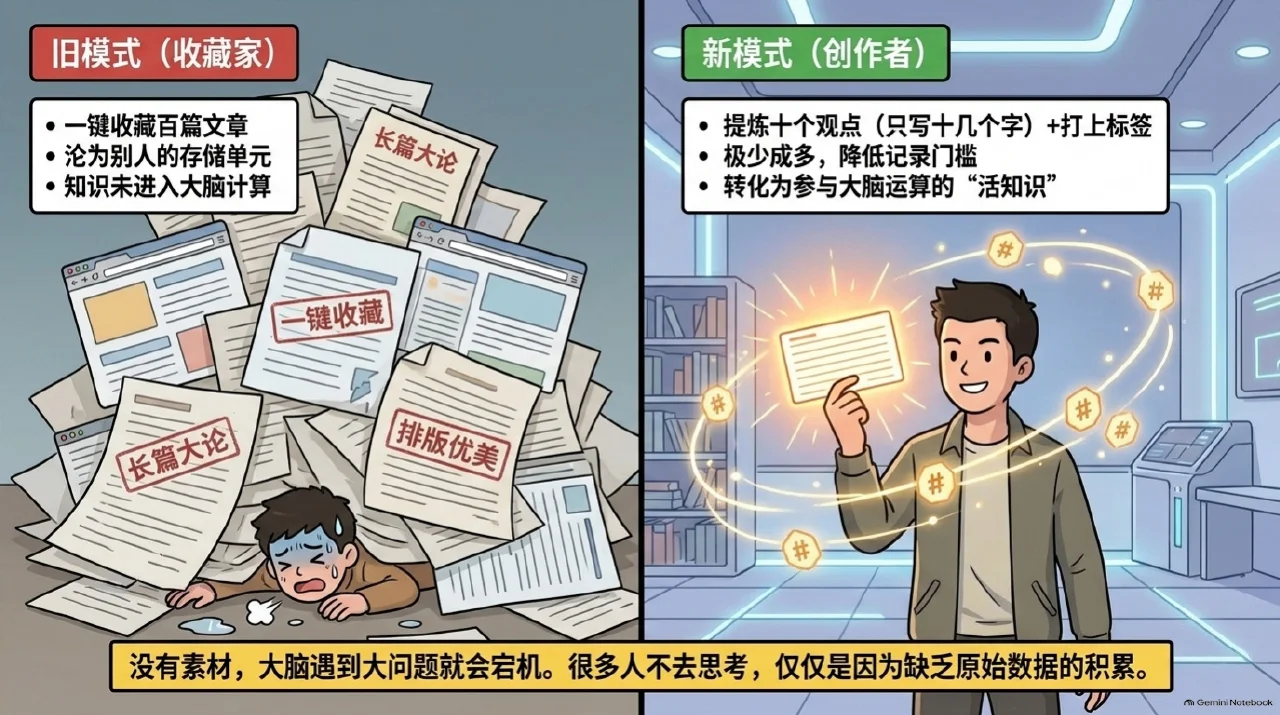 旧模式（收藏家）
• 一键收藏百篇文章
• 沦为别人的存储单元
• 知识未进入大脑计算
长篇大论
一键收藏
长篇大论
排版优美
新模式（创作者）
• 提炼十个观点（只写十几个字）+打上标签
• 极少成多，降低记录门槛
• 转化为参与大脑运算的“活知识”
#
#
#
#
#
#
#
没有素材，大脑遇到大问题就会宕机。很多人不去思考，仅仅是因为缺乏原始数据的积累。
Gemini Notebook